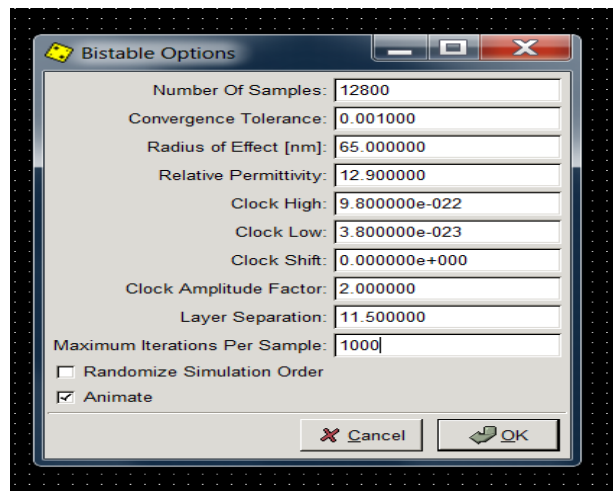 Bistable Options
Number Of Samples: 12800
Convergence Tolerance: 0.001000
Radius of Effect [nm]: 65.000000
Relative Permittivity: 12.900000
Clock High: 9.800000e-022
Clock Low: 3.800000e-023
Clock Shift: 0.000000e+000
Clock Amplitude Factor: 2.000000
Layer Separation: 11.500000
Maximum Iterations Per Sample: 1000
Randomize Simulation Order
Animate
Cancel OK